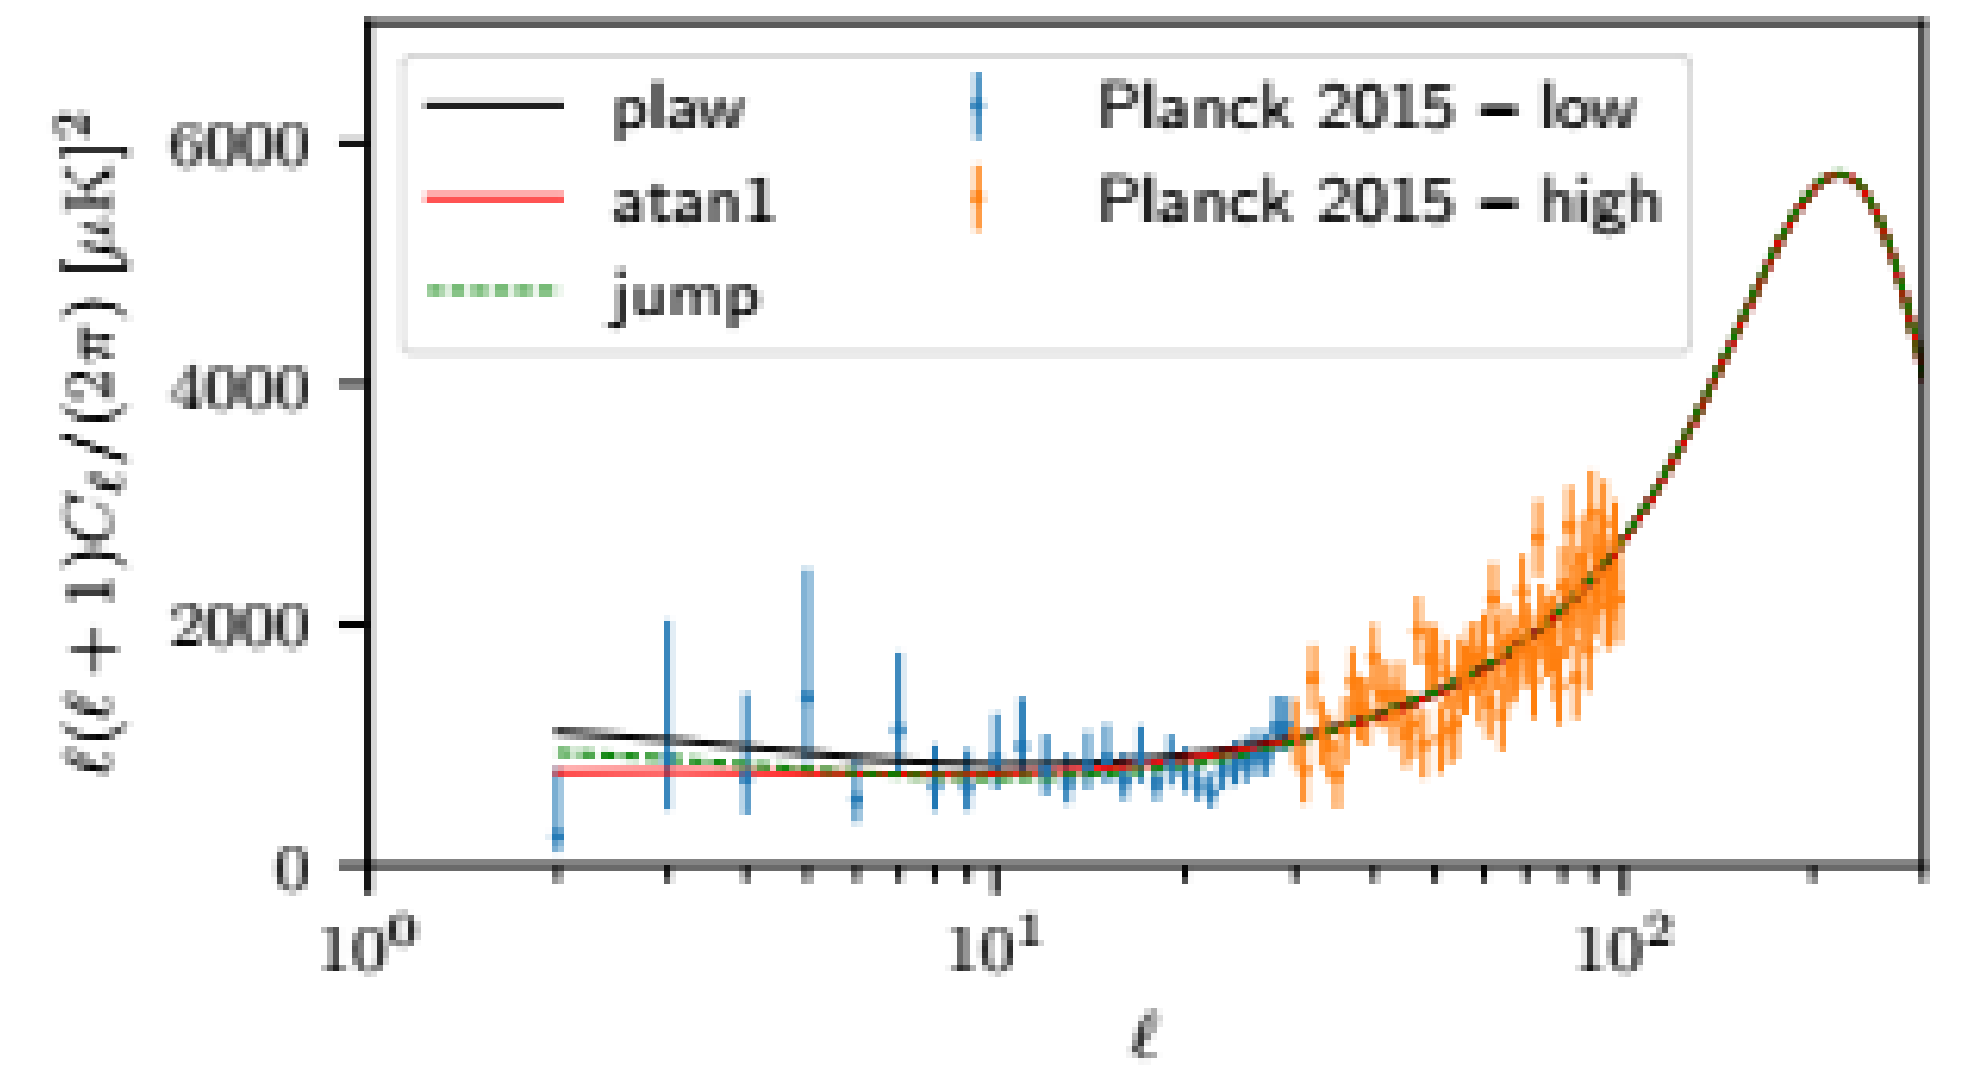 ℓ(ℓ + 1)Cℓ/(2π) [μK]²
6000
4000
2000
0
plaw
atan1
jump
Planck 2015 – low
Planck 2015 – high
10⁰ 10¹ 10²
ℓ